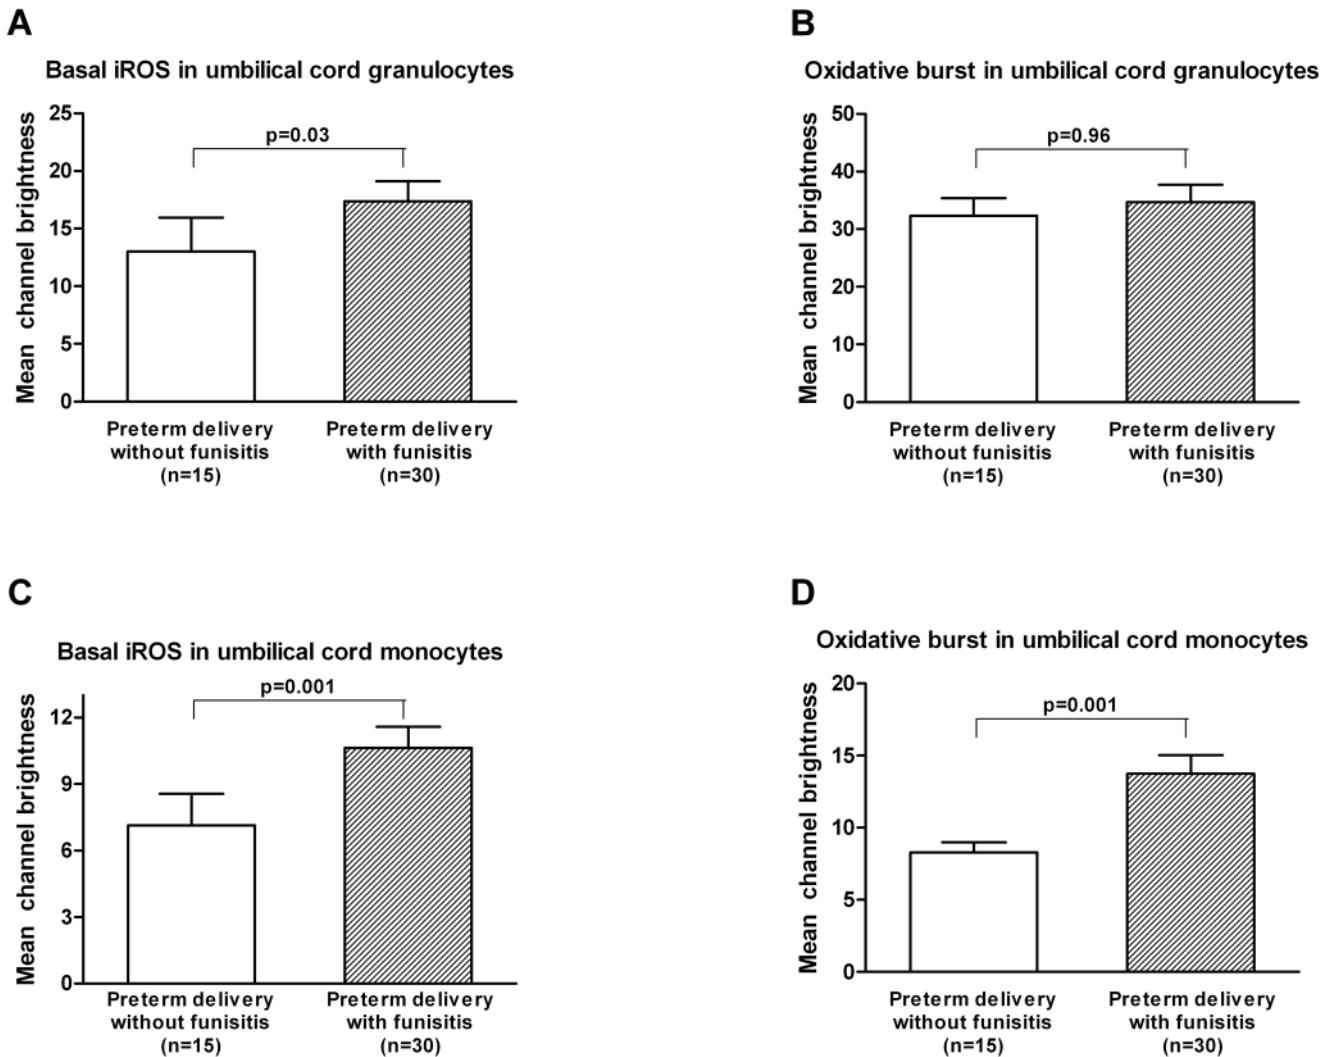 A
Basal iROS in umbilical cord granulocytes
Mean channel brightness
25
20
15
10
5
0
p=0.03
Preterm delivery
without funisitis
(n=15)
Preterm delivery
with funisitis
(n=30)
B
Oxidative burst in umbilical cord granulocytes
Mean channel brightness
50
40
30
20
10
0
p=0.96
Preterm delivery
without funisitis
(n=15)
Preterm delivery
with funisitis
(n=30)
C
Basal iROS in umbilical cord monocytes
Mean channel brightness
12
9
6
3
0
p=0.001
Preterm delivery
without funisitis
(n=15)
Preterm delivery
with funisitis
(n=30)
D
Oxidative burst in umbilical cord monocytes
Mean channel brightness
20
15
10
5
0
p=0.001
Preterm delivery
without funisitis
(n=15)
Preterm delivery
with funisitis
(n=30)